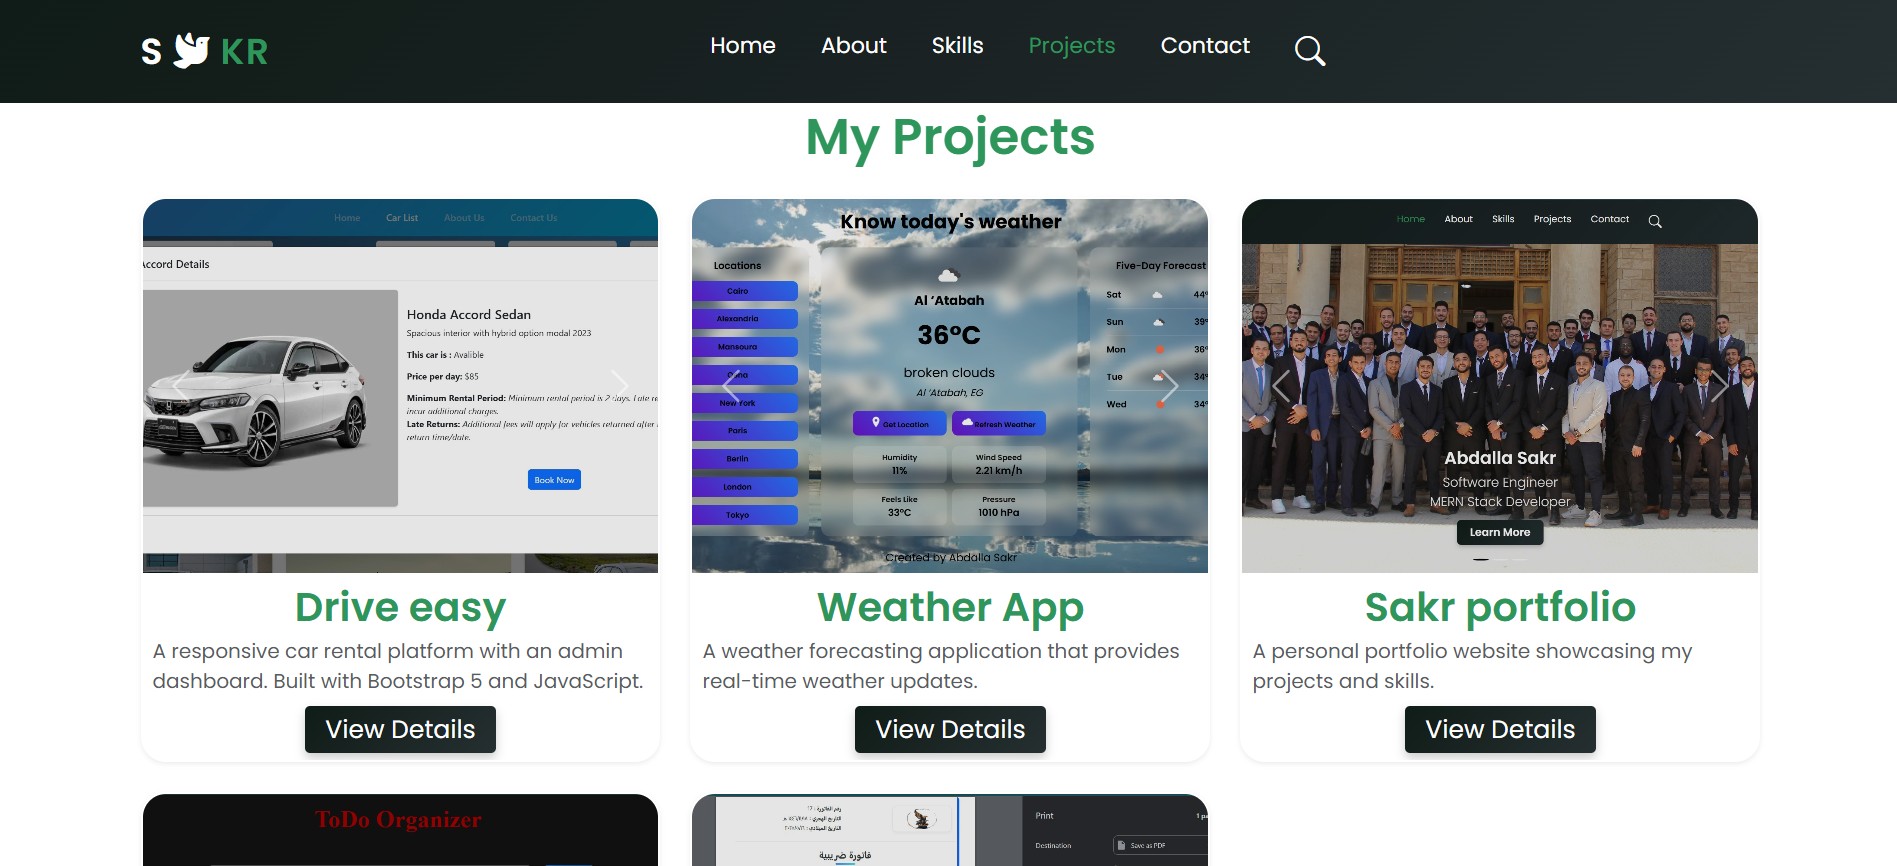 S KR
Home
About
Skills
Projects
Contact
My Projects
Home
Car List
About Us
Contact Us
Accord Details
Honda Accord Sedan
Spacious interior with hybrid option modal 2023
This car is : Avalible
Price per day: $85
Minimum Rental Period: Minimum rental period is 2 days. Late re
incur additional charges.
Late Returns: Additional fees will apply for vehicles returned after
return time/date.
Book Now
Drive easy
A responsive car rental platform with an admin
dashboard. Built with Bootstrap 5 and JavaScript.
View Details
Know today's weather
Locations
Cairo
Alexandria
Mansoura
New York
Paris
Berlin
London
Tokyo
Al ‘Atabah
36°C
broken clouds
Al ‘Atabah, EG
Get Location
Refresh Weather
Humidity
11%
Wind Speed
2.21 km/h
Feels Like
33°C
Pressure
1010 hPa
Five-Day Forecast
Sat 44°
Sun 39°
Mon 36°
Tue 34°
Wed 34°
Created by Abdalla Sakr
Weather App
A weather forecasting application that provides
real-time weather updates.
View Details
Home
About
Skills
Projects
Contact
Abdalla Sakr
Software Engineer
MERN Stack Developer
Learn More
Sakr portfolio
A personal portfolio website showcasing my
projects and skills.
View Details
ToDo Organizer
فاتورة ضريبية
Print
Destination
Save as PDF